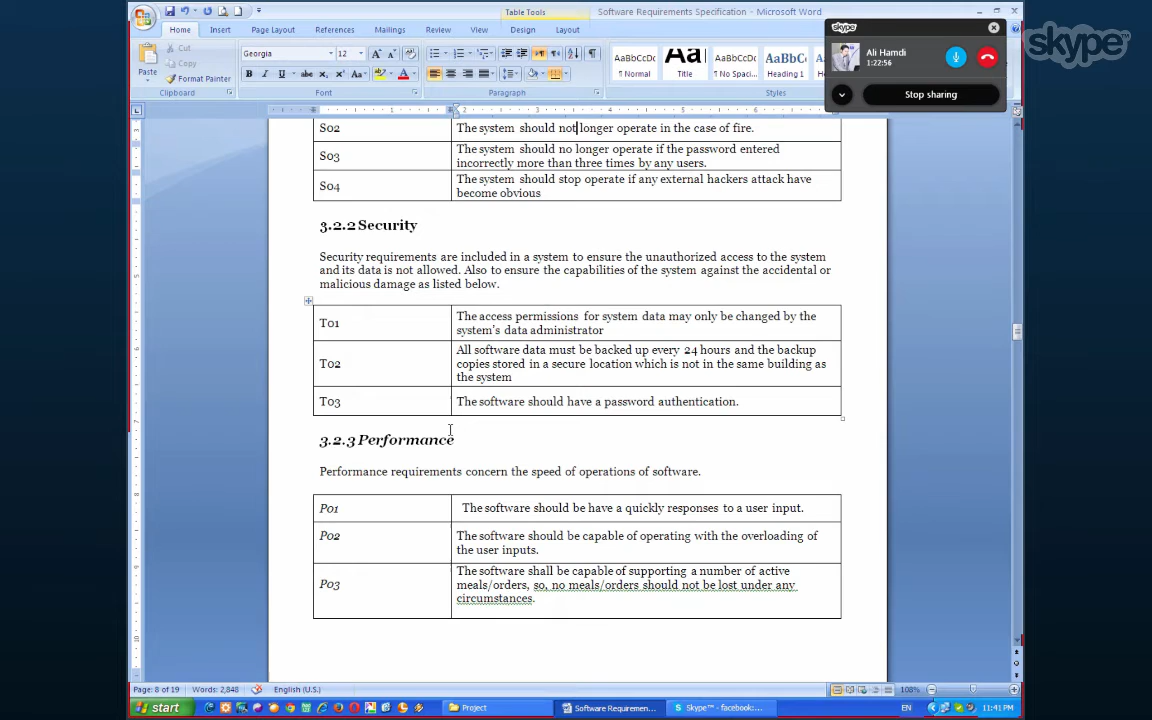 Table Tools
Software Requirements Specification - Microsoft Word
Home
Insert
Page Layout
References
Mailings
Review
View
Design
Layout
Paste
Cut
Copy
Format Painter
Clipboard
Georgia
12
Font
Paragraph
AaBbCcDc
¶ Normal
Title
AaBbCcDc
¶ No Spaci...
AaBbC
Heading 1
Styles
skype
Ali Hamdi
1:22:56
Stop sharing
skype
S02
The system should not longer operate in the case of fire.
S03
The system should no longer operate if the password entered
incorrectly more than three times by any users.
S04
The system should stop operate if any external hackers attack have
become obvious
3.2.2 Security
Security requirements are included in a system to ensure the unauthorized access to the system
and its data is not allowed. Also to ensure the capabilities of the system against the accidental or
malicious damage as listed below.
T01
The access permissions for system data may only be changed by the
system's data administrator
T02
All software data must be backed up every 24 hours and the backup
copies stored in a secure location which is not in the same building as
the system
T03
The software should have a password authentication.
3.2.3 Performance
Performance requirements concern the speed of operations of software.
P01
The software should be have a quickly responses to a user input.
P02
The software should be capable of operating with the overloading of
the user inputs.
P03
The software shall be capable of supporting a number of active
meals/orders, so, no meals/orders should not be lost under any
circumstances.
Page: 8 of 19
Words: 2,848
English (U.S.)
108%
start
Project
Software Requiremen...
Skype™ - facebook:...
EN
11:41 PM